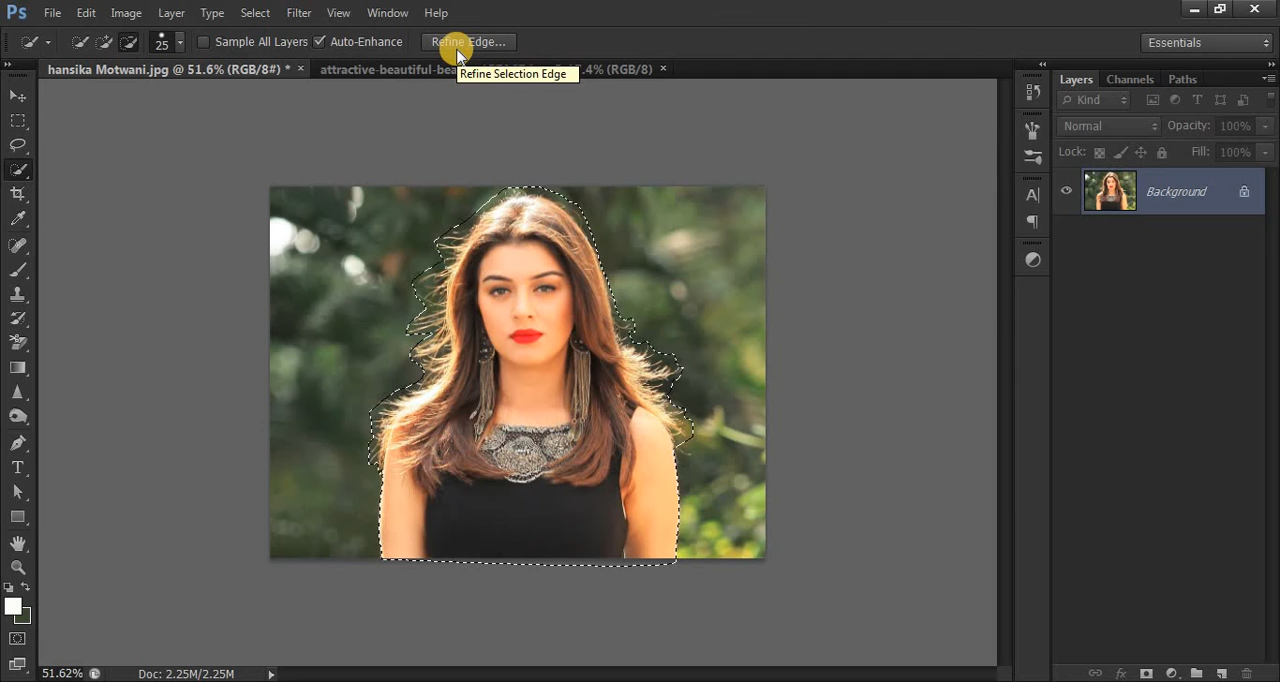 Ps File Edit Image Layer Type Select Filter View Window Help
25 Sample All Layers Auto-Enhance Refine Edge... Essentials
Refine Selection Edge
hansika Motwani.jpg @ 51.6% (RGB/8#) * × attractive-beautiful-bea .4% (RGB/8) ×
Layers Channels Paths
Kind T
Normal Opacity: 100%
Lock: Fill: 100%
Background
A
T
51.62% Doc: 2.25M/2.25M
fx